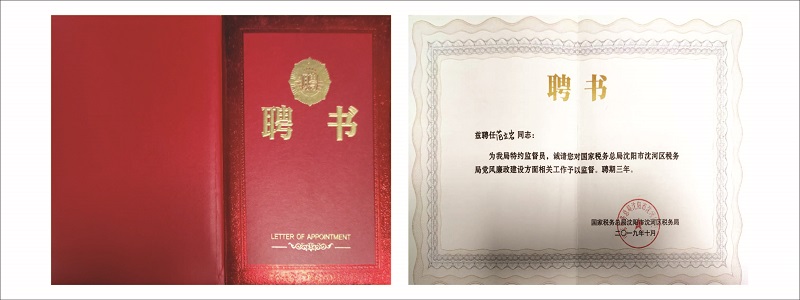 聘
聘 书
LETTER OF APPOINTMENT
聘 书
兹聘任范立忠 同志：
为我局特约监督员，诚请您对国家税务总局沈阳市沈河区税务
局党风廉政建设方面相关工作予以监督。聘期三年。
国家税务总局沈阳市沈河区税务局
二〇一九年十月